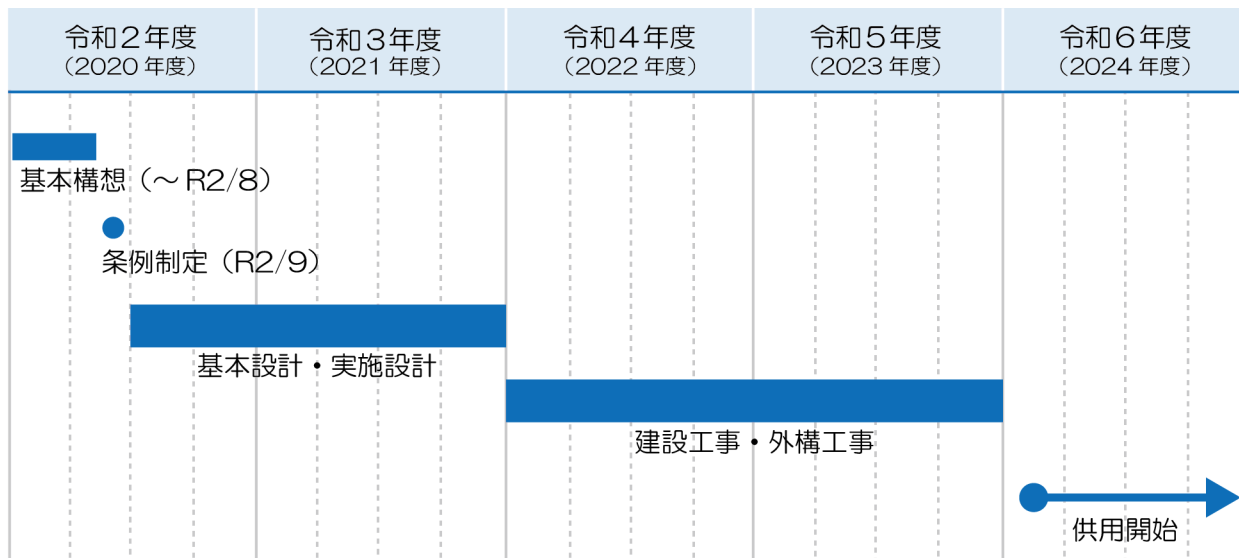 令和2年度
（2020 年度）
令和3年度
（2021 年度）
令和4年度
（2022 年度）
令和5年度
（2023 年度）
令和6年度
（2024 年度）
基本構想（～ R2/8）
条例制定（R2/9）
基本設計・実施設計
建設工事・外構工事
供用開始